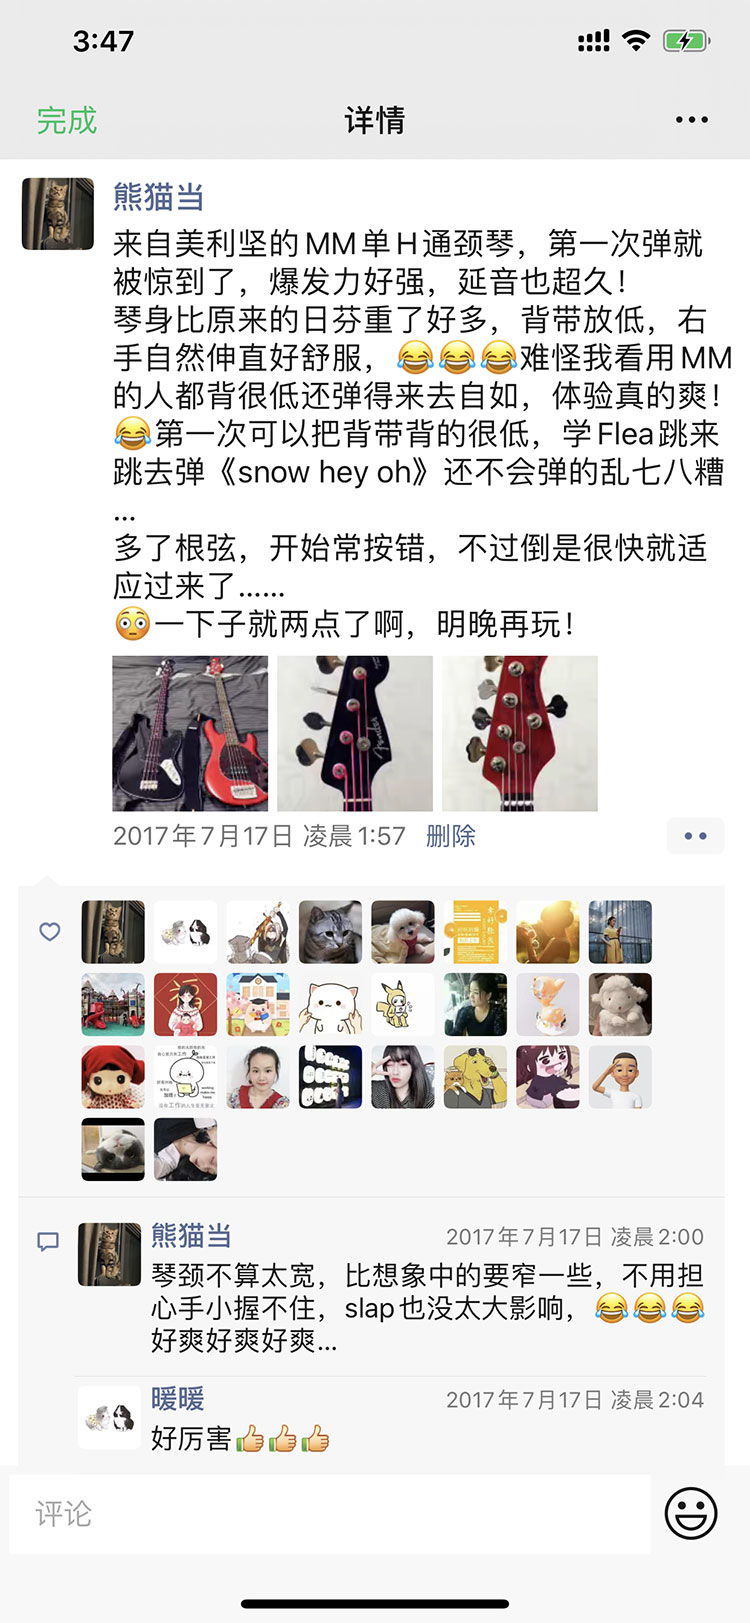 3:47
完成
详情
熊猫当
来自美利坚的MM单H通颈琴，第一次弹就
被惊到了，爆发力好强，延音也超久！
琴身比原来的日芬重了好多，背带放低，右
手自然伸直好舒服，😂😂😂难怪我看用MM
的人都背很低还弹得来去自如，体验真的爽！
😂第一次可以把背带背的很低，学Flea跳来
跳去弹《snow hey oh》还不会弹的乱七八糟
...
多了根弦，开始常按错，不过倒是很快就适
应过来了......
😳一下子就两点了啊，明晚再玩！
Fender
2017年7月17日 凌晨1:57 删除
熊猫当
2017年7月17日 凌晨2:00
琴颈不算太宽，比想象中的要窄一些，不用担
心手小握不住，slap也没太大影响，😂😂😂
好爽好爽好爽...
暖暖
2017年7月17日 凌晨2:04
好厉害👍👍👍
评论